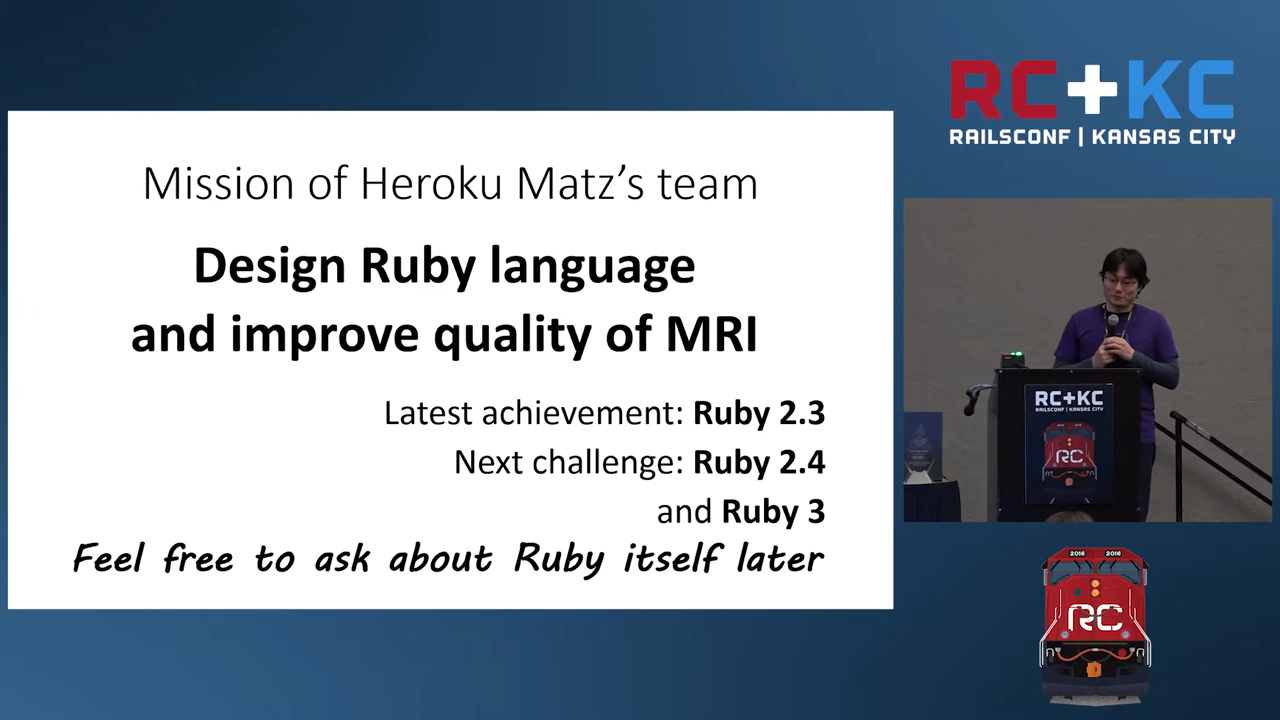 Mission of Heroku Matz's team
Design Ruby language
and improve quality of MRI
Latest achievement: Ruby 2.3
Next challenge: Ruby 2.4
and Ruby 3
Feel free to ask about Ruby itself later
RC+KC
RAILSCONF | KANSAS CITY
RC+KC
RAILSCONF | KANSAS CITY
RC
2016 2016
RC